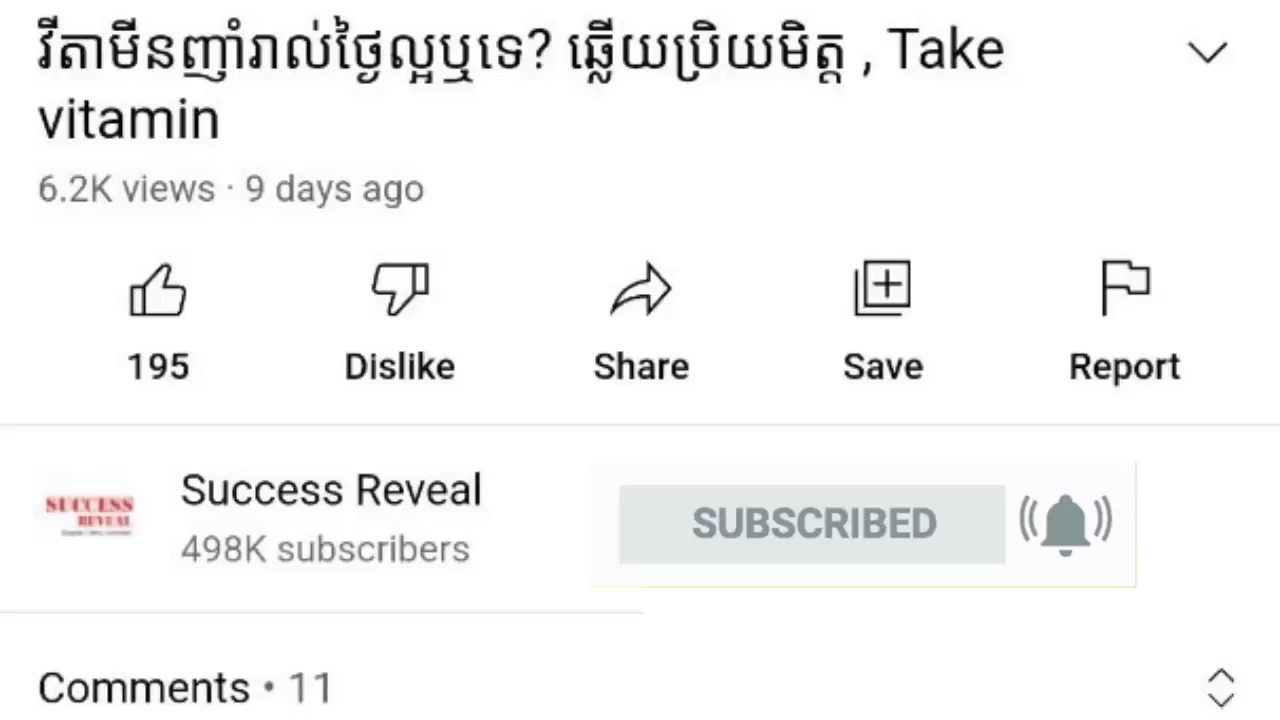 វីតាមីនញ៉ាំរាល់ថ្ងៃល្អឬទេ? ឆ្លើយប្រិយមិត្ត , Take
vitamin
6.2K views · 9 days ago
195
Dislike
Share
Save
Report
SUCCESS
REVEAL
Success Reveal
498K subscribers
SUBSCRIBED
Comments • 11